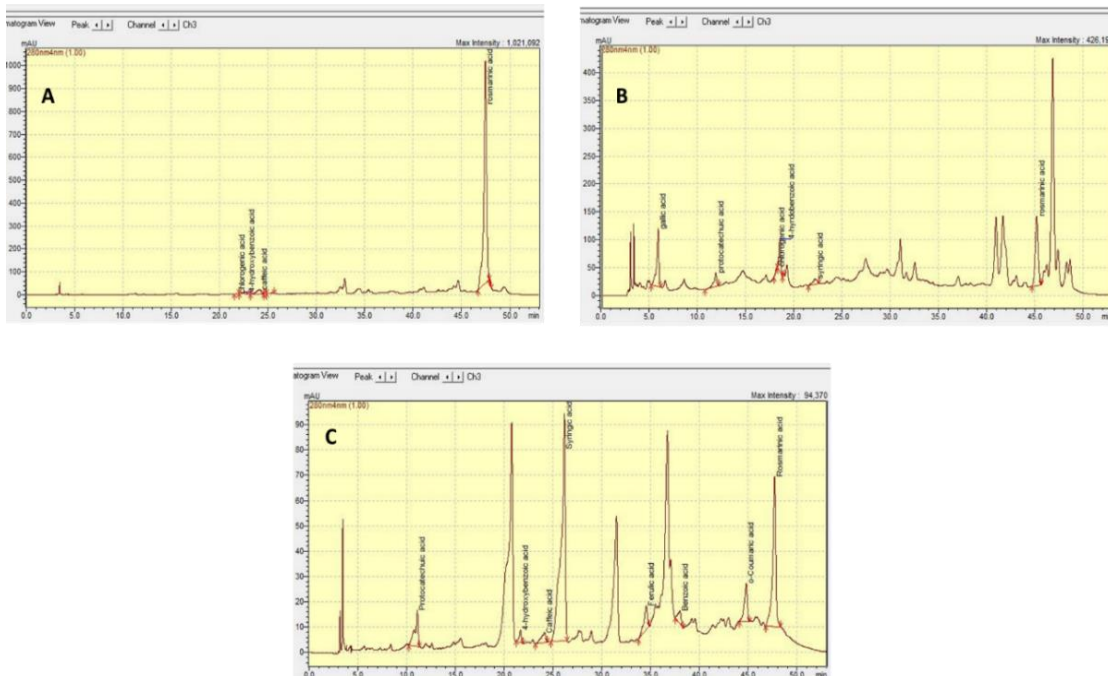 matogram View Peak Channel Ch3
mAU Max Intensity : 1,021,092
280nm4nm (1.00)
A
1000
900
800
700
600
500
400
300
200
100
0
chlorogenic acid
4-hydroxybenzoic acid
caffeic acid
rosmarinic acid
0.0 5.0 10.0 15.0 20.0 25.0 30.0 35.0 40.0 45.0 50.0 min
matogram View Peak Channel Ch3
mAU Max Intensity : 426,19
280nm4nm (1.00)
B
400
300
200
100
50
0
gallic acid
protocatechuic acid
chlorogenic acid
4-hyrdobenzoic acid
syringic acid
rosmarinic acid
0.0 5.0 10.0 15.0 20.0 25.0 30.0 35.0 40.0 45.0 50.0 m
atogram View Peak Channel Ch3
mAU Max Intensity : 94,370
280nm4nm (1.00)
C
90
80
70
60
50
40
30
20
10
0
Protocatechuic acid
4-hydroxybenzoic acid
Caffeic acid
Syringic acid
Ferulic acid
Benzoic acid
o-Coumaric acid
Rosmarinic acid
0.0 5.0 10.0 15.0 20.0 25.0 30.0 35.0 40.0 45.0 50.0 min